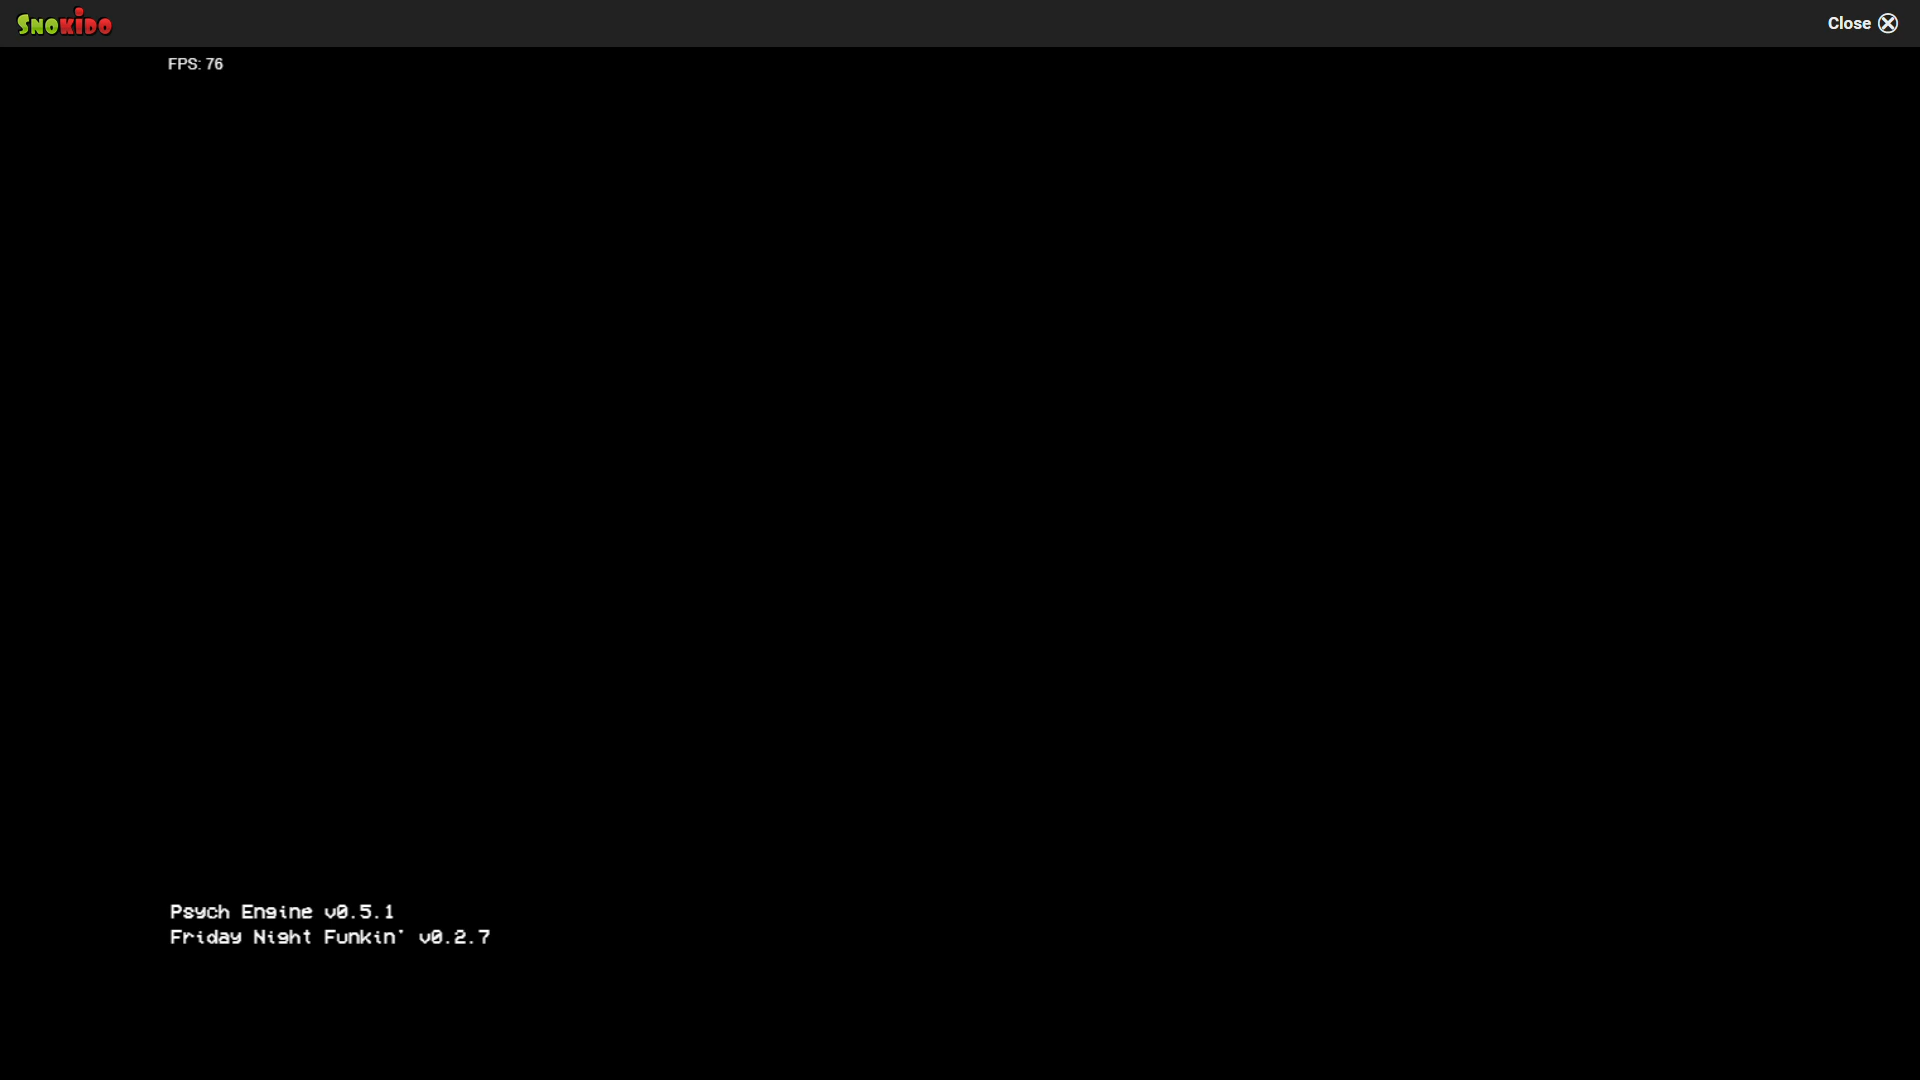 SNOKIDO
Close
FPS: 76
Psych Engine v0.5.1
Friday Night Funkin' v0.2.7